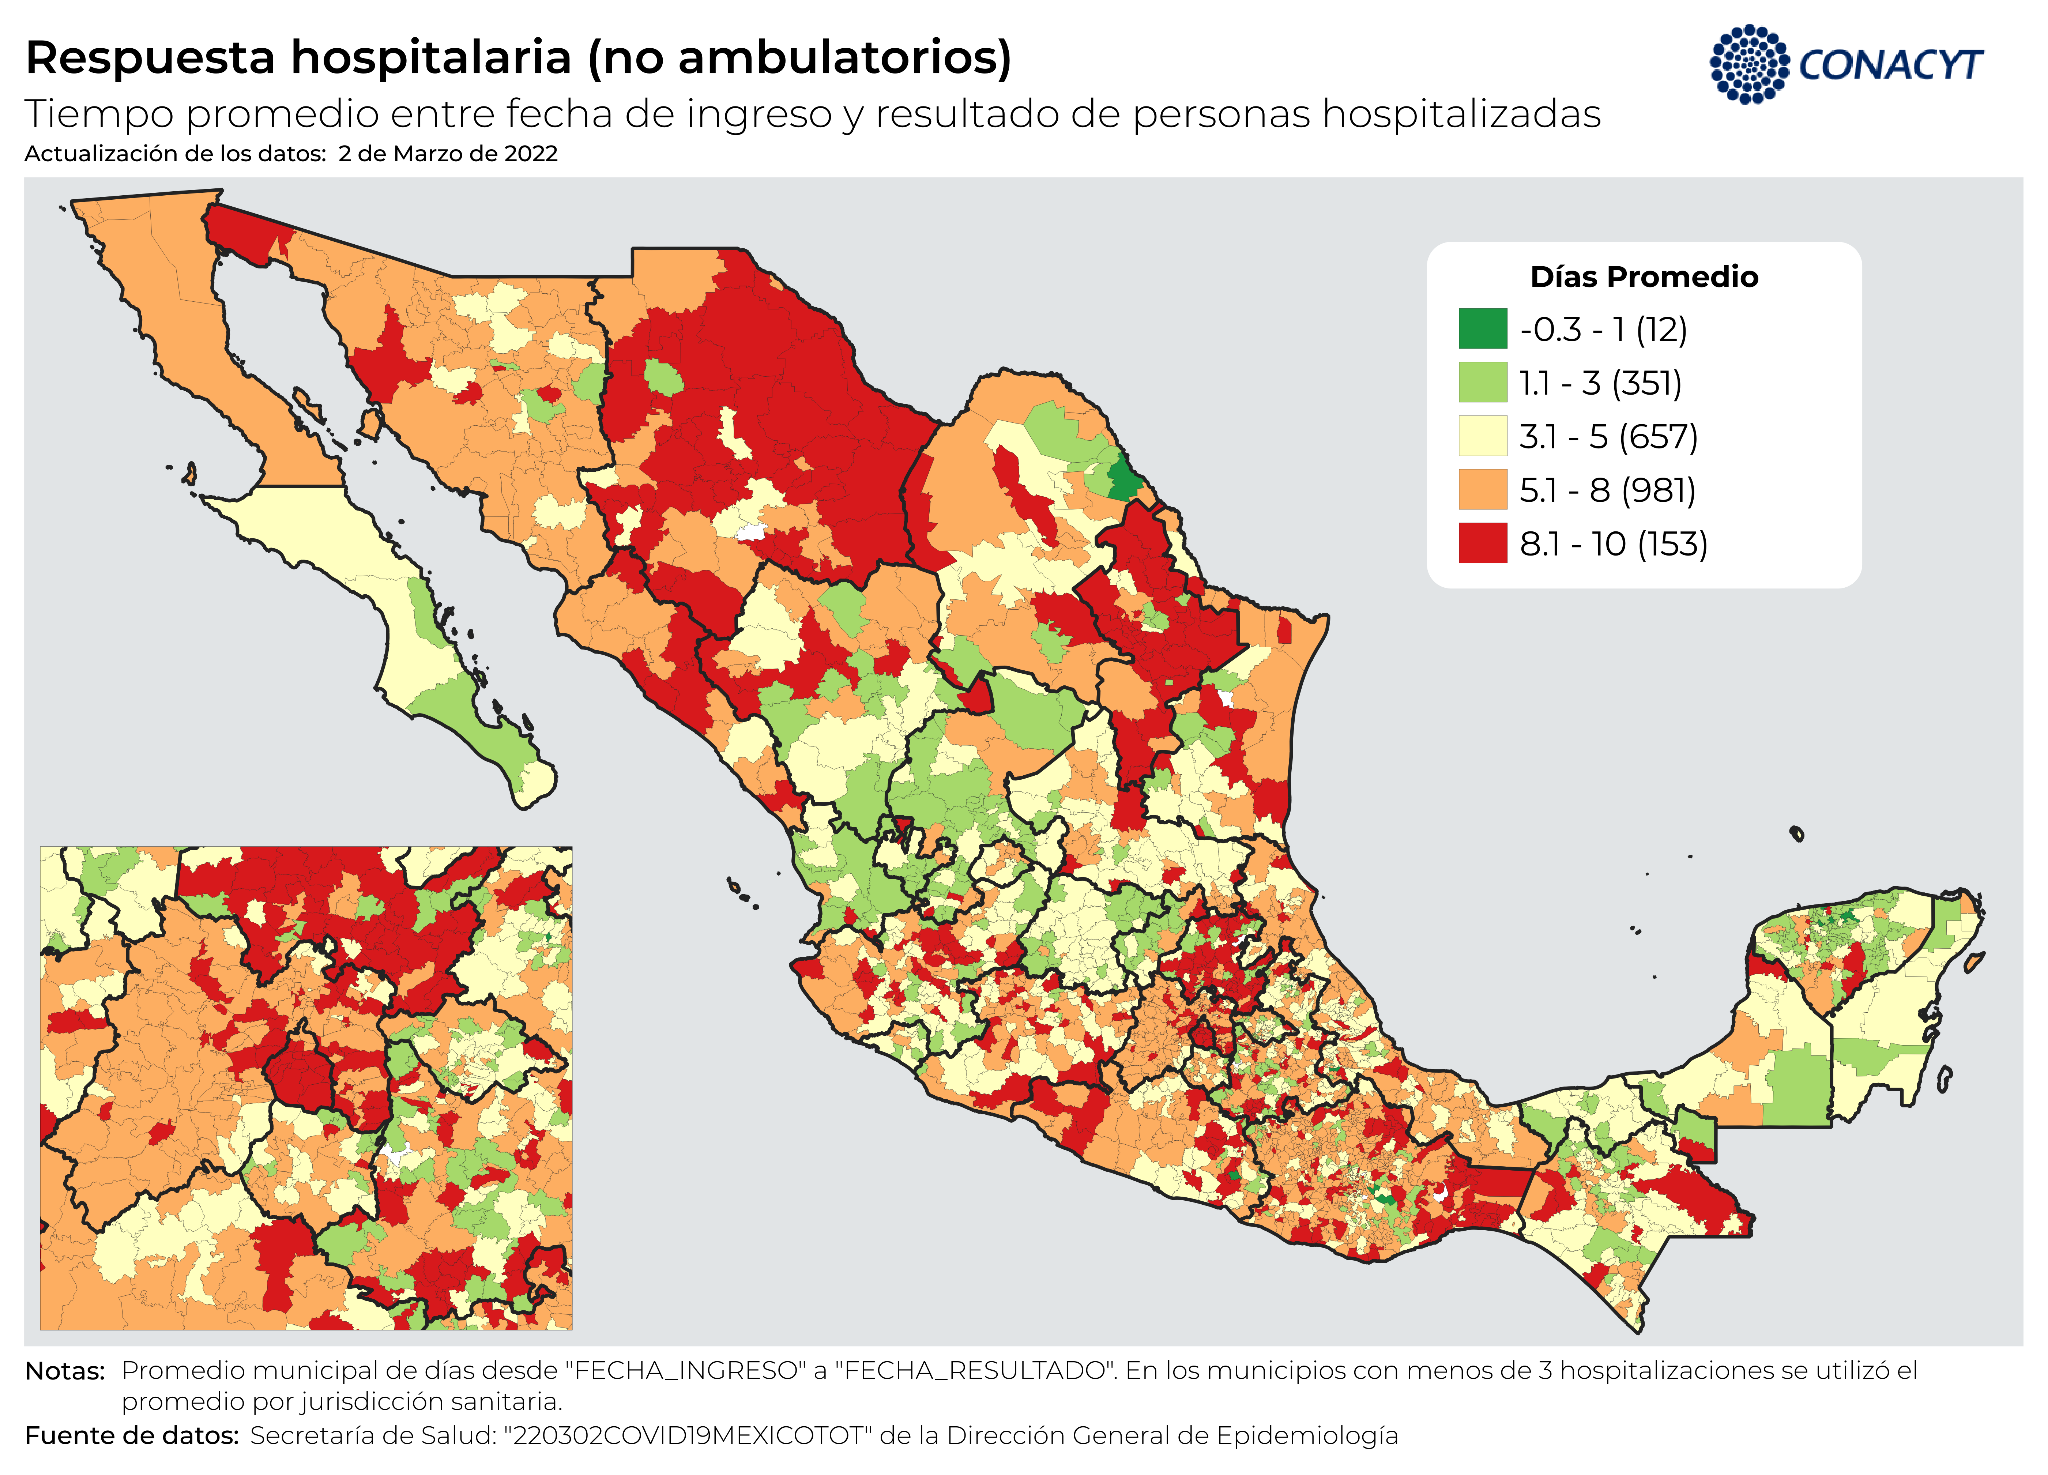 Respuesta hospitalaria (no ambulatorios)
CONACYT
Tiempo promedio entre fecha de ingreso y resultado de personas hospitalizadas
Actualización de los datos: 2 de Marzo de 2022
Días Promedio
-0.3 - 1 (12)
1.1 - 3 (351)
3.1 - 5 (657)
5.1 - 8 (981)
8.1 - 10 (153)
Notas: Promedio municipal de días desde "FECHA_INGRESO" a "FECHA_RESULTADO". En los municipios con menos de 3 hospitalizaciones se utilizó el
promedio por jurisdicción sanitaria.
Fuente de datos: Secretaría de Salud: "220302COVID19MEXICOTOT" de la Dirección General de Epidemiología